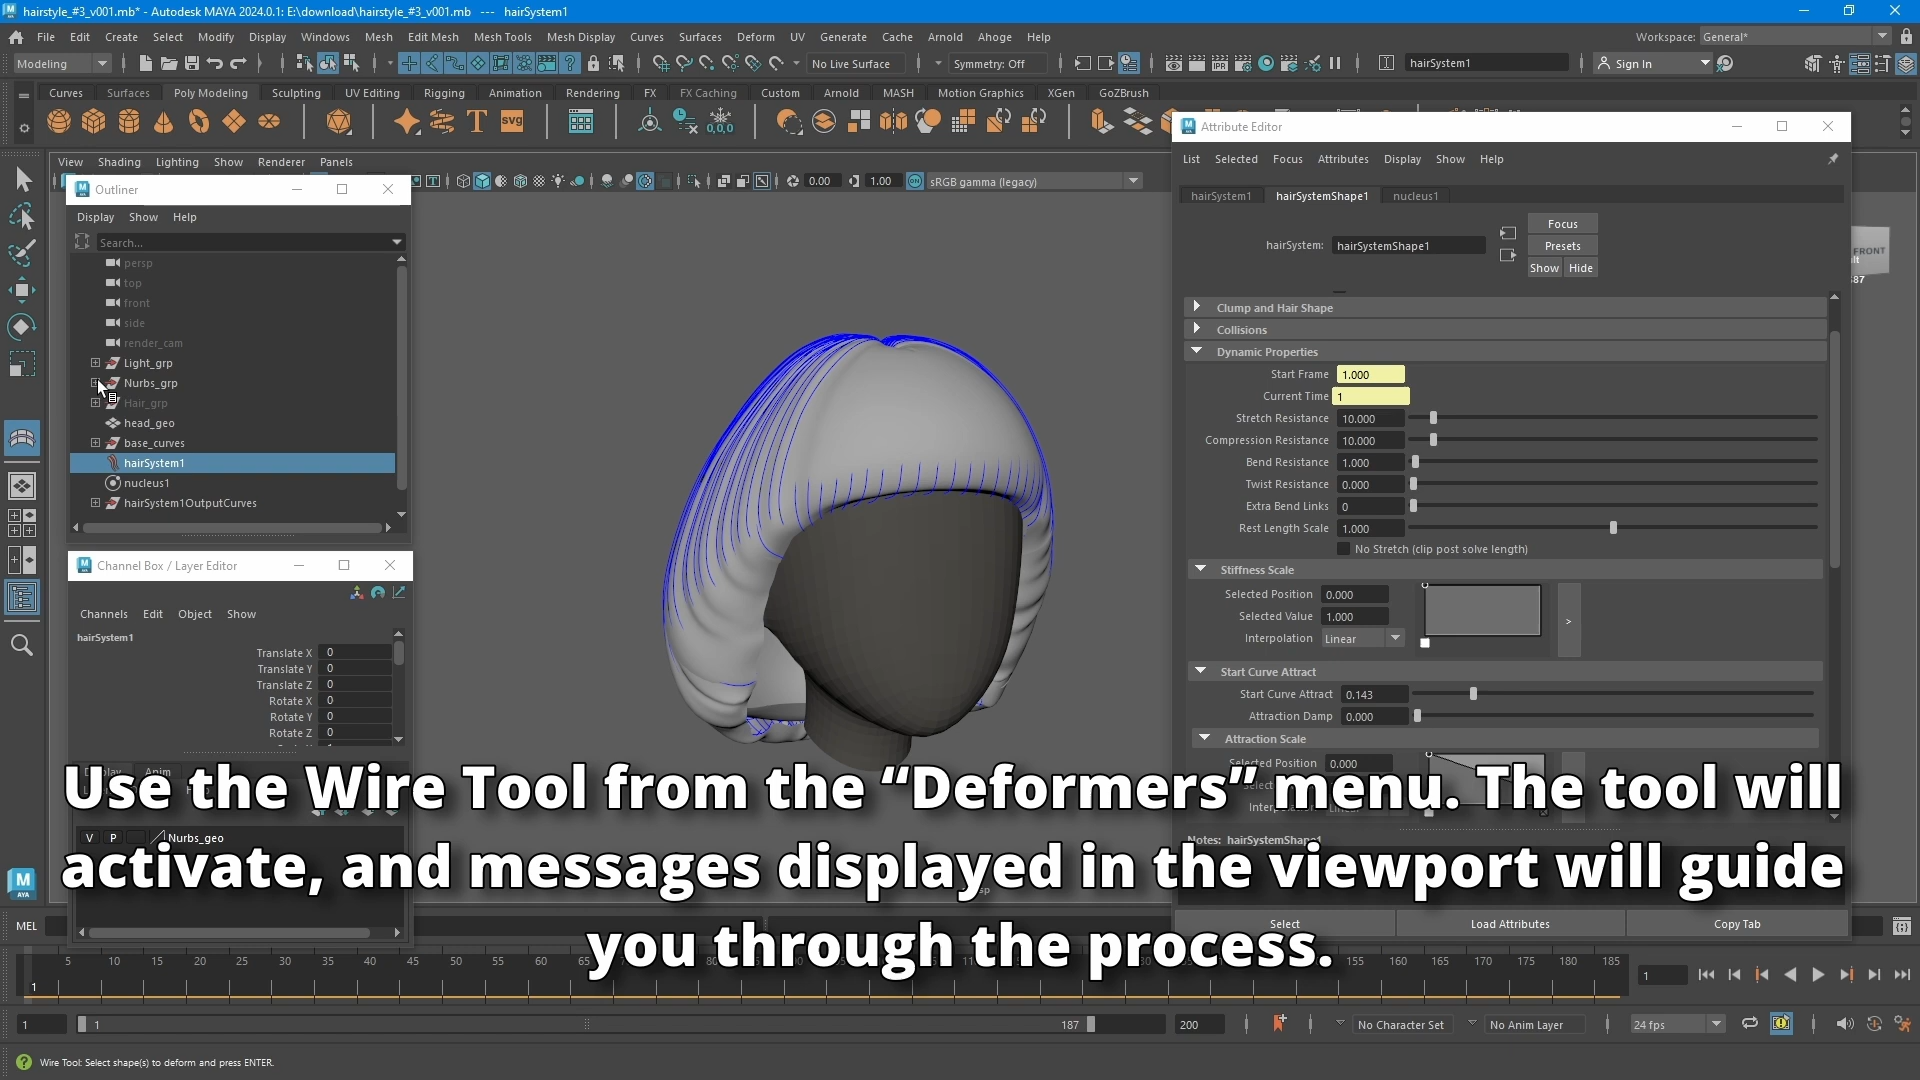 hairstyle_#3_v001.mb* - Autodesk MAYA 2024.0.1: E:\download\hairstyle_#3_v001.mb   ---   hairSystem1
File Edit Create Select Modify Display Windows Mesh Edit Mesh Mesh Tools Mesh Display Curves Surfaces Deform UV Generate Cache Arnold Ahoge Help
Workspace: General*
Modeling
No Live Surface
Symmetry: Off
hairSystem1
Sign In
Curves Surfaces Poly Modeling Sculpting UV Editing Rigging Animation Rendering FX FX Caching Custom Arnold MASH Motion Graphics XGen GoZBrush
View Shading Lighting Show Renderer Panels
0.00 1.00 sRGB gamma (legacy)
Outliner
Display Show Help
Search...
persp
top
front
side
render_cam
Light_grp
Nurbs_grp
Hair_grp
head_geo
base_curves
hairSystem1
nucleus1
hairSystem1OutputCurves
Channel Box / Layer Editor
Channels Edit Object Show
hairSystem1
Translate X 0
Translate Y 0
Translate Z 0
Rotate X 0
Rotate Y 0
Rotate Z 0
Display Anim
V P Nurbs_geo
Attribute Editor
List Selected Focus Attributes Display Show Help
hairSystem1 hairSystemShape1 nucleus1
hairSystem: hairSystemShape1
Focus
Presets
Show Hide
FRONT
Clump and Hair Shape
Collisions
Dynamic Properties
Start Frame 1.000
Current Time 1
Stretch Resistance 10.000
Compression Resistance 10.000
Bend Resistance 1.000
Twist Resistance 0.000
Extra Bend Links 0
Rest Length Scale 1.000
No Stretch (clip post solve length)
Stiffness Scale
Selected Position 0.000
Selected Value 1.000
Interpolation Linear
>
Start Curve Attract
Start Curve Attract 0.143
Attraction Damp 0.000
Attraction Scale
Selected Position 0.000
Notes: hairSystemShape1
Select Load Attributes Copy Tab
Use the Wire Tool from the “Deformers” menu. The tool will
activate, and messages displayed in the viewport will guide
you through the process.
MEL
5 10 15 20 25 30 35 40 45 50 55 60 65 155 160 165 170 175 180 185
1
1
1 1 187 200
No Character Set
No Anim Layer
24 fps
Wire Tool: Select shape(s) to deform and press ENTER.